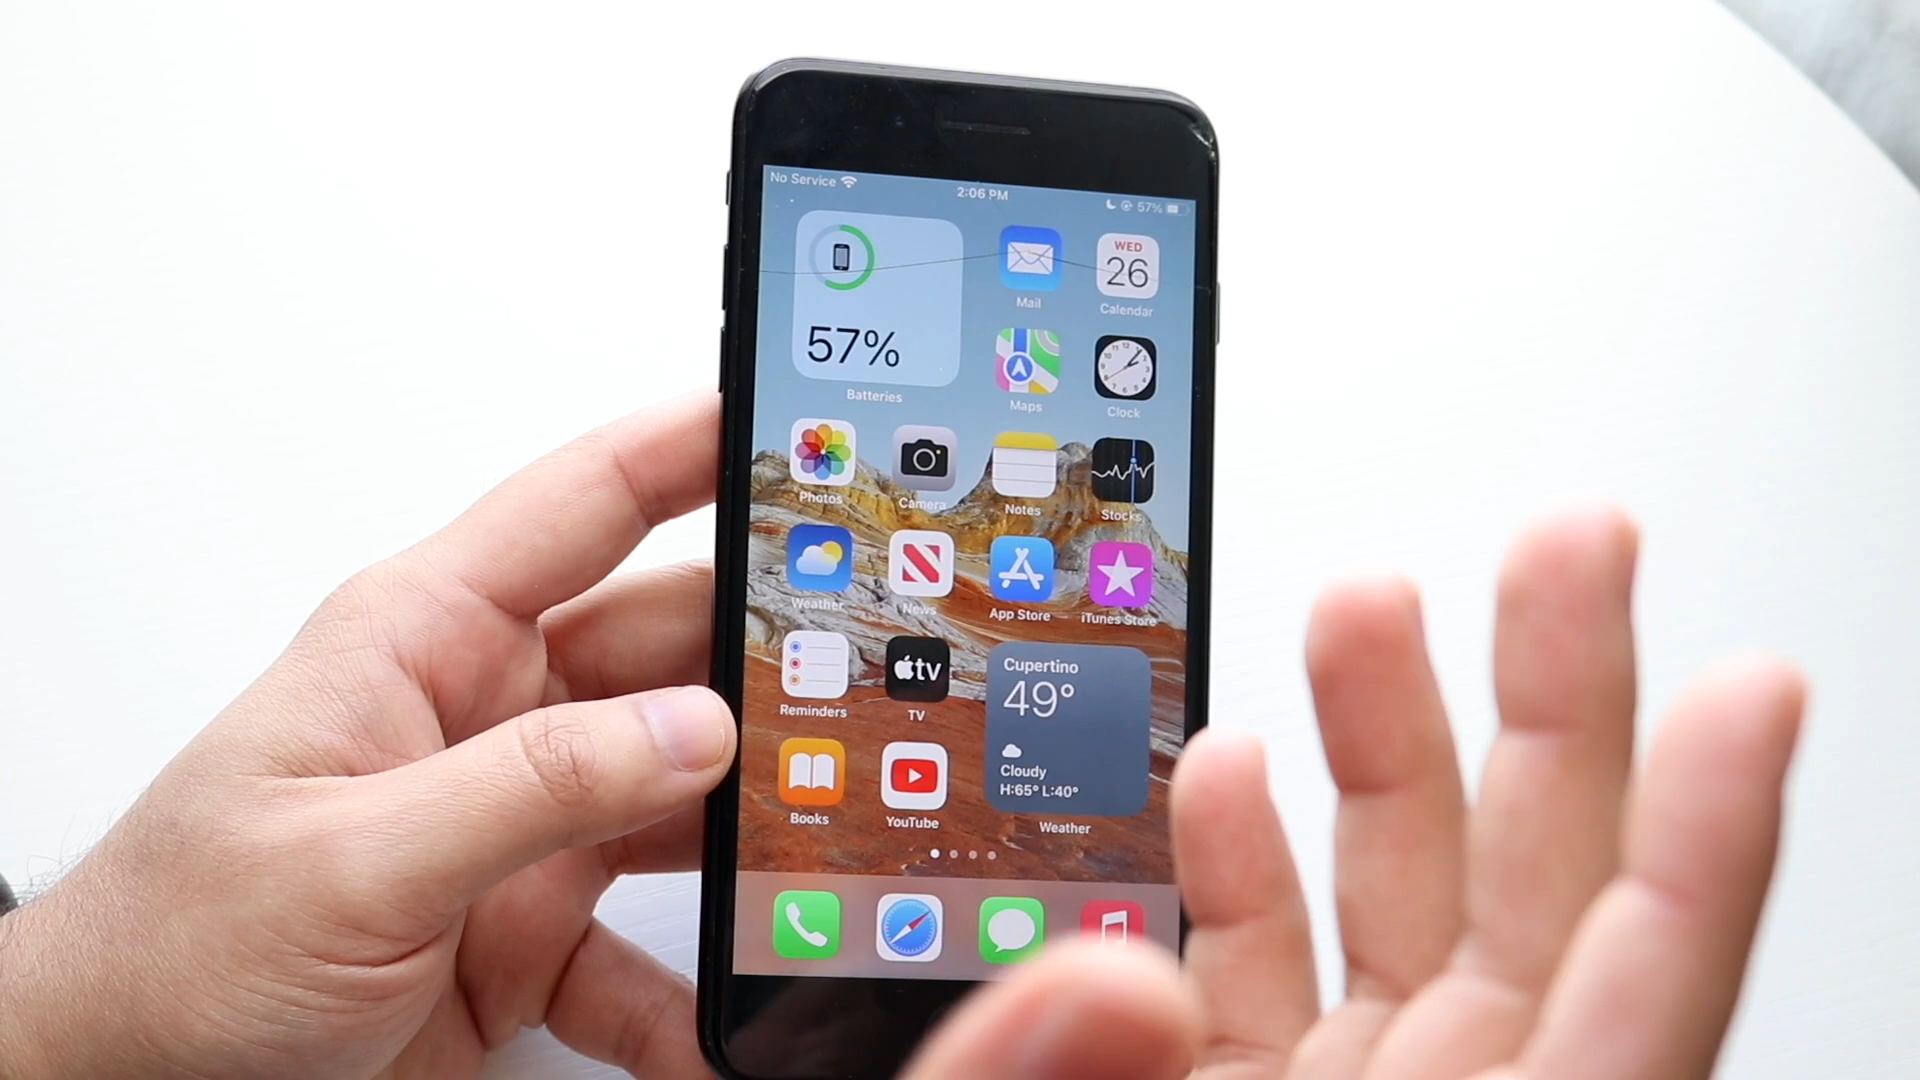 No Service
2:06 PM
57%
57%
Batteries
Mail
WED
26
Calendar
Maps
Clock
Photos
Camera
Notes
Stocks
Weather
News
App Store
iTunes Store
Reminders
tv
TV
Cupertino
49°
Cloudy
H:65° L:40°
Books
YouTube
Weather